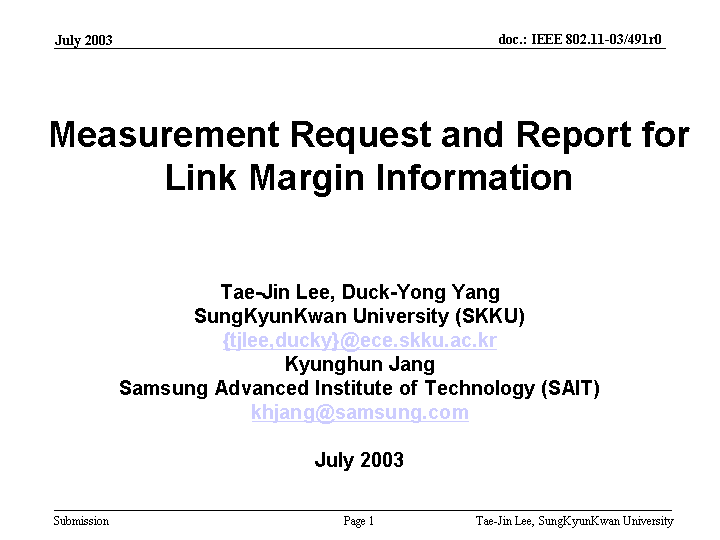 July 2003
doc.: IEEE 802.11-03/491r0
Measurement Request and Report for
Link Margin Information
Tae-Jin Lee, Duck-Yong Yang
SungKyunKwan University (SKKU)
{tjlee,ducky}@ece.skku.ac.kr
Kyunghun Jang
Samsung Advanced Institute of Technology (SAIT)
khjang@samsung.com
July 2003
Submission
Page 1
Tae-Jin Lee, SungKyunKwan University